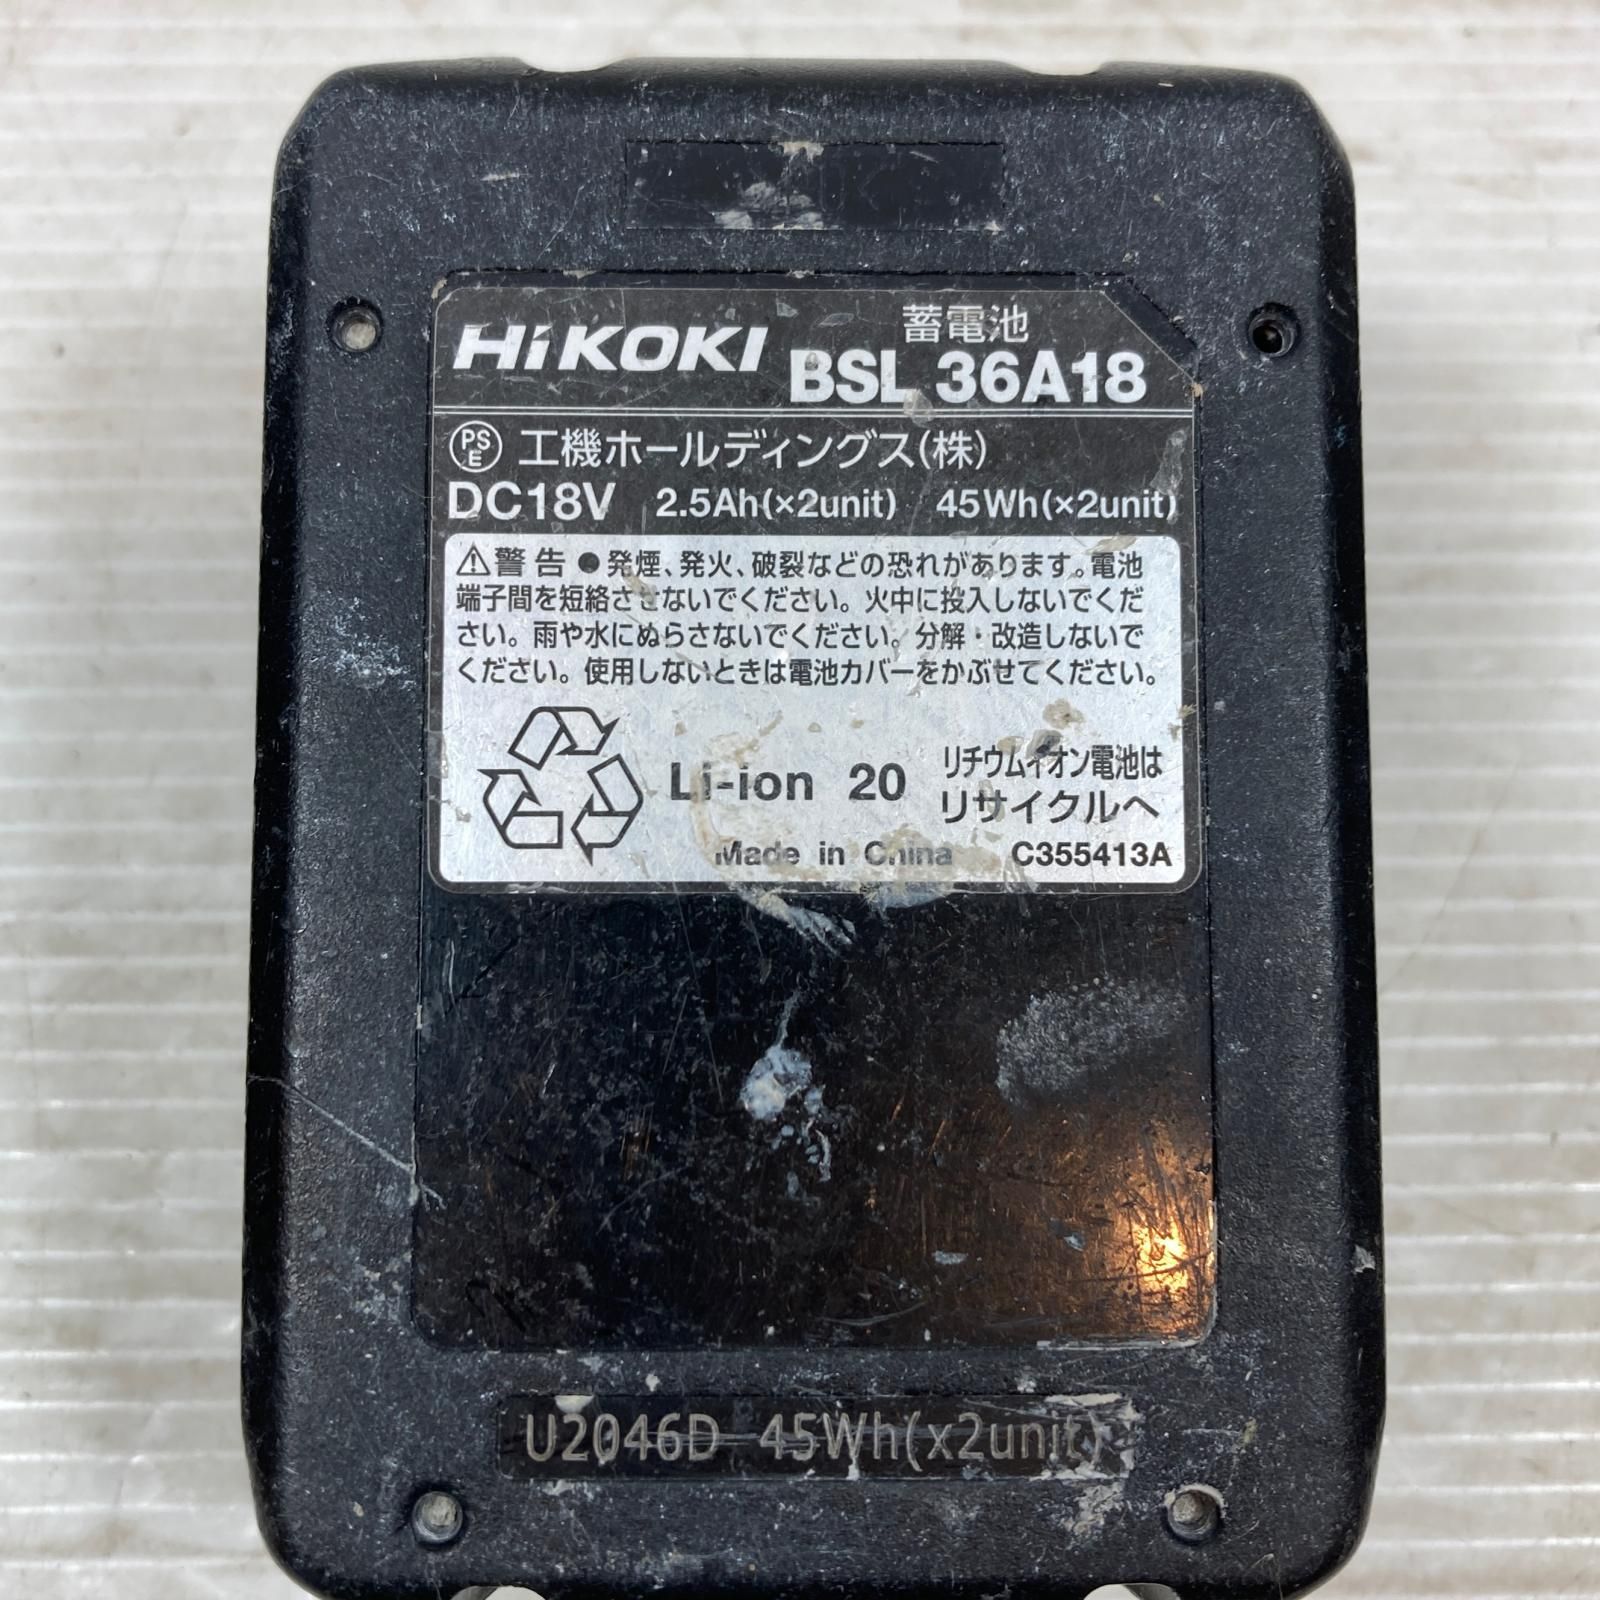 HiKOKI 蓄電池
BSL 36A18
PSE 工機ホールディングス(株)
DC18V 2.5Ah(×2unit) 45Wh(×2unit)
⚠警告 ●発煙、発火、破裂などの恐れがあります。電池
端子間を短絡させないでください。火中に投入しないでくだ
さい。雨や水にぬらさないでください。分解・改造しないで
ください。使用しないときは電池カバーをかぶせてください。
Li-ion 20
リチウムイオン電池は
リサイクルへ
Made in China C355413A
U2046D 45Wh(x2unit)